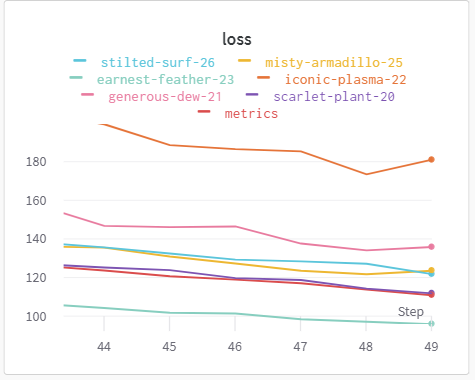 loss
stilted-surf-26 misty-armadillo-25
earnest-feather-23 iconic-plasma-22
generous-dew-21 scarlet-plant-20
metrics
180
160
140
120
100
Step
44 45 46 47 48 49